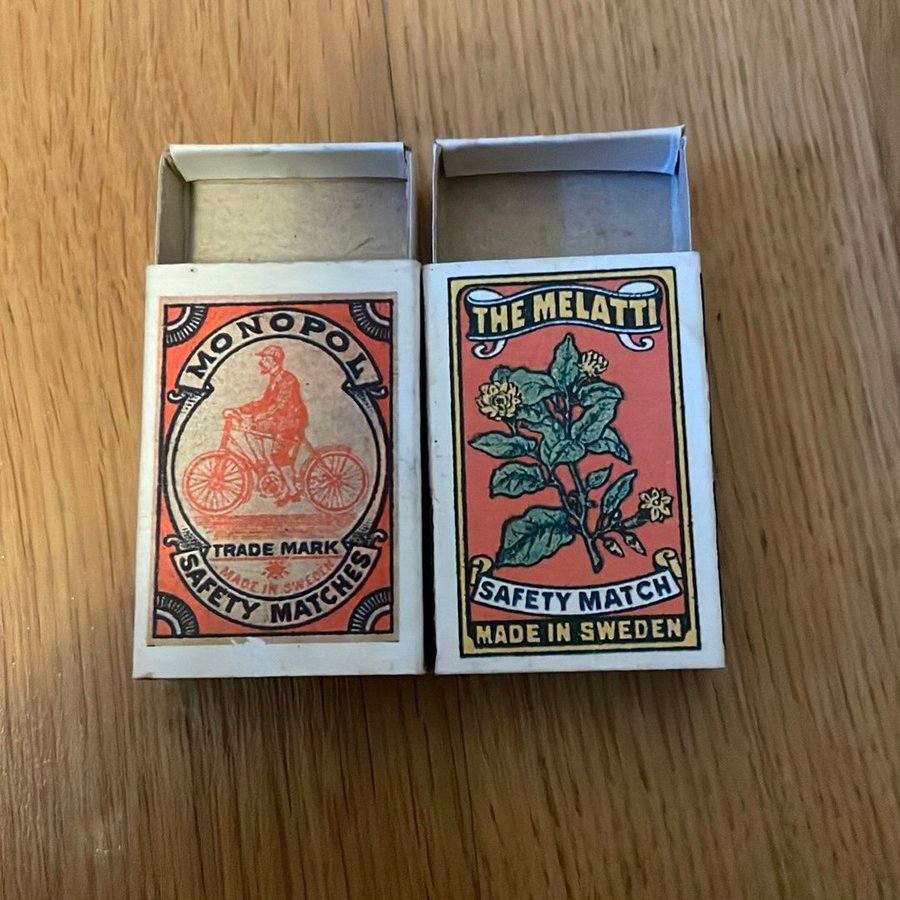 MONOPOL
TRADE MARK
MADE IN SWEDEN
SAFETY MATCHES
THE MELATTI
SAFETY MATCH
MADE IN SWEDEN